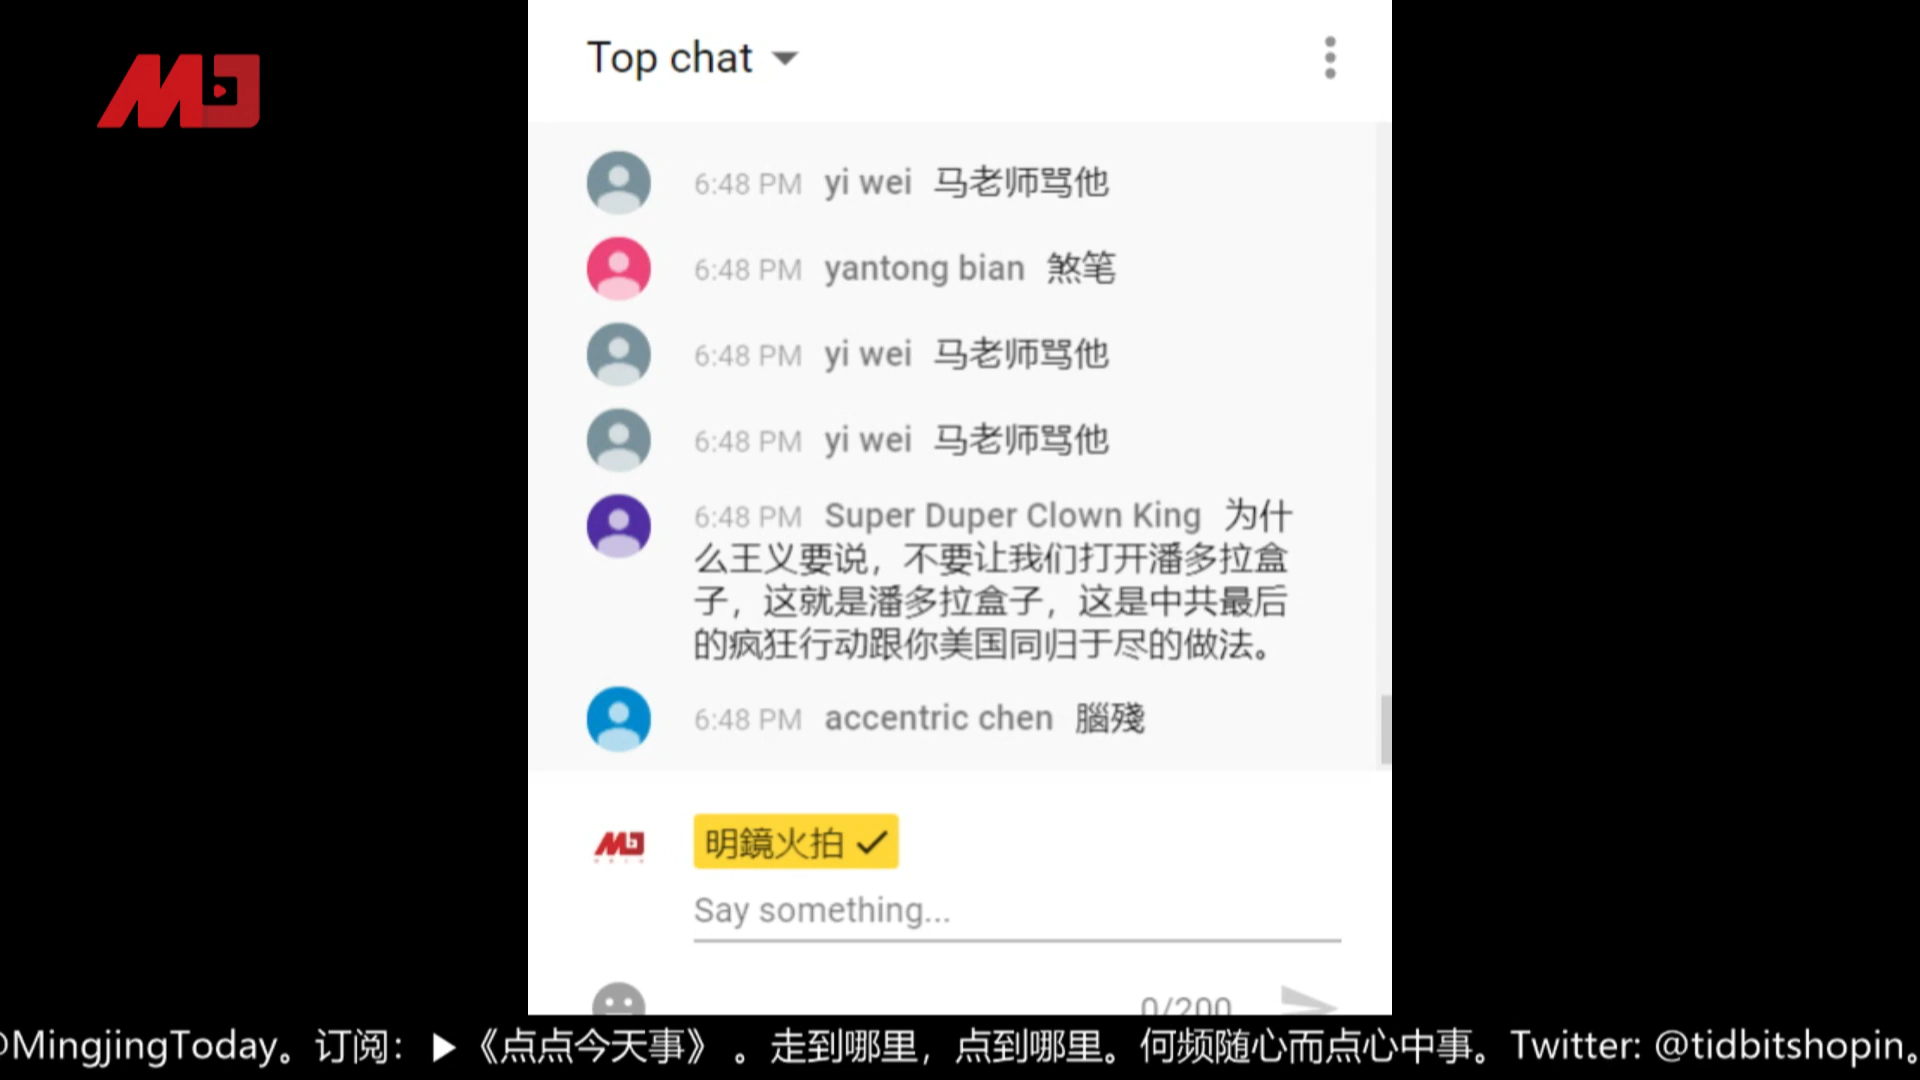 Top chat
6:48 PM yi wei 马老师骂他
6:48 PM yantong bian 煞笔
6:48 PM yi wei 马老师骂他
6:48 PM yi wei 马老师骂他
6:48 PM Super Duper Clown King 为什
么王义要说，不要让我们打开潘多拉盒
子，这就是潘多拉盒子，这是中共最后
的疯狂行动跟你美国同归于尽的做法。
6:48 PM accentric chen 腦殘
明鏡火拍
Say something...
0/200
@MingjingToday。订阅：▶《点点今天事》 。走到哪里，点到哪里。何频随心而点心中事。Twitter: @tidbitshopin。